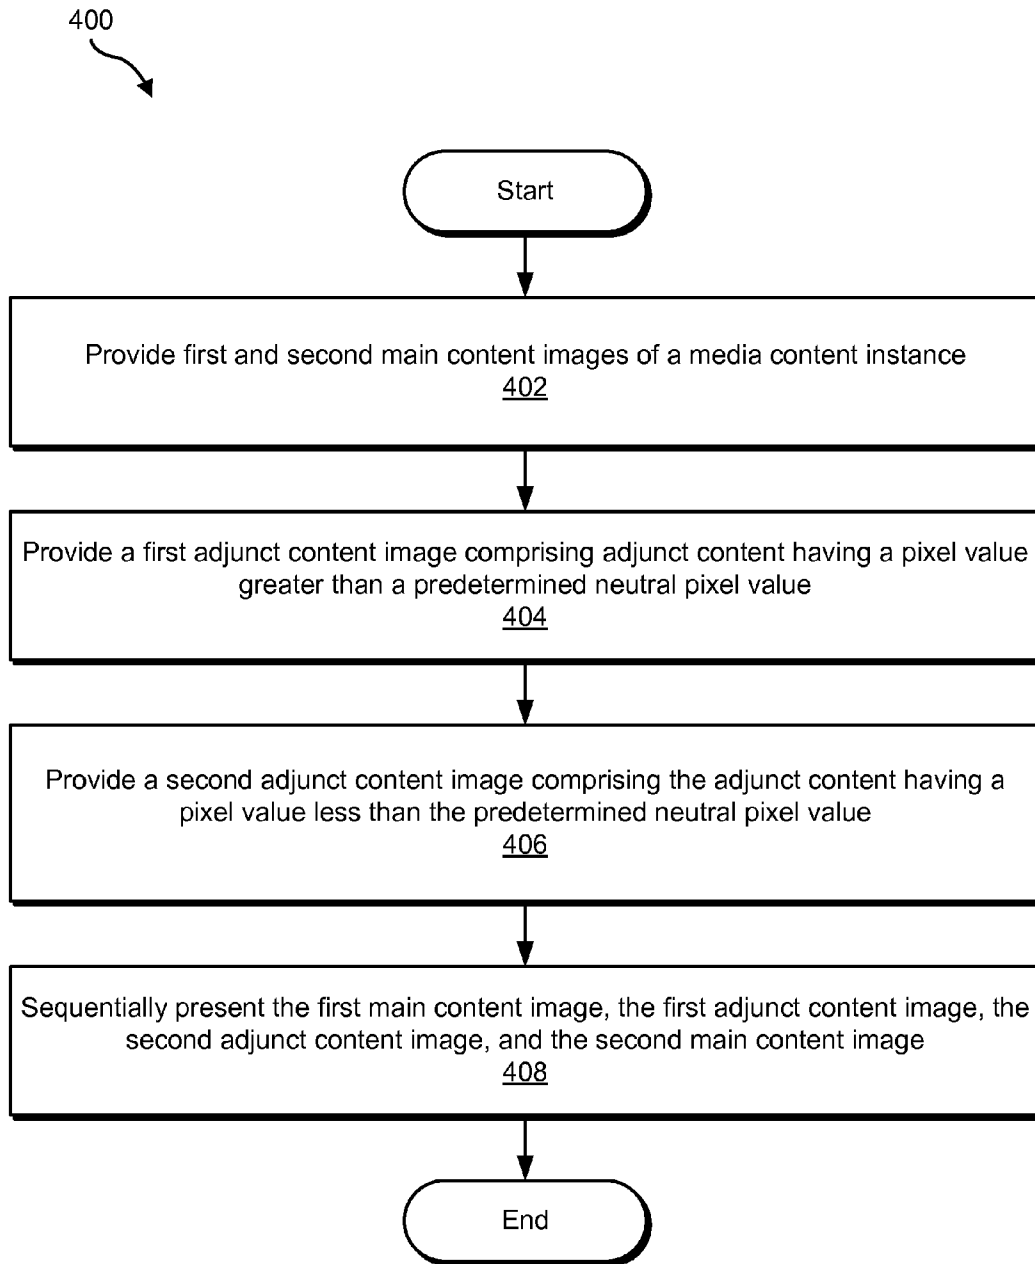 400
Start
Provide first and second main content images of a media content instance
402
Provide a first adjunct content image comprising adjunct content having a pixel value
greater than a predetermined neutral pixel value
404
Provide a second adjunct content image comprising the adjunct content having a
pixel value less than the predetermined neutral pixel value
406
Sequentially present the first main content image, the first adjunct content image, the
second adjunct content image, and the second main content image
408
End